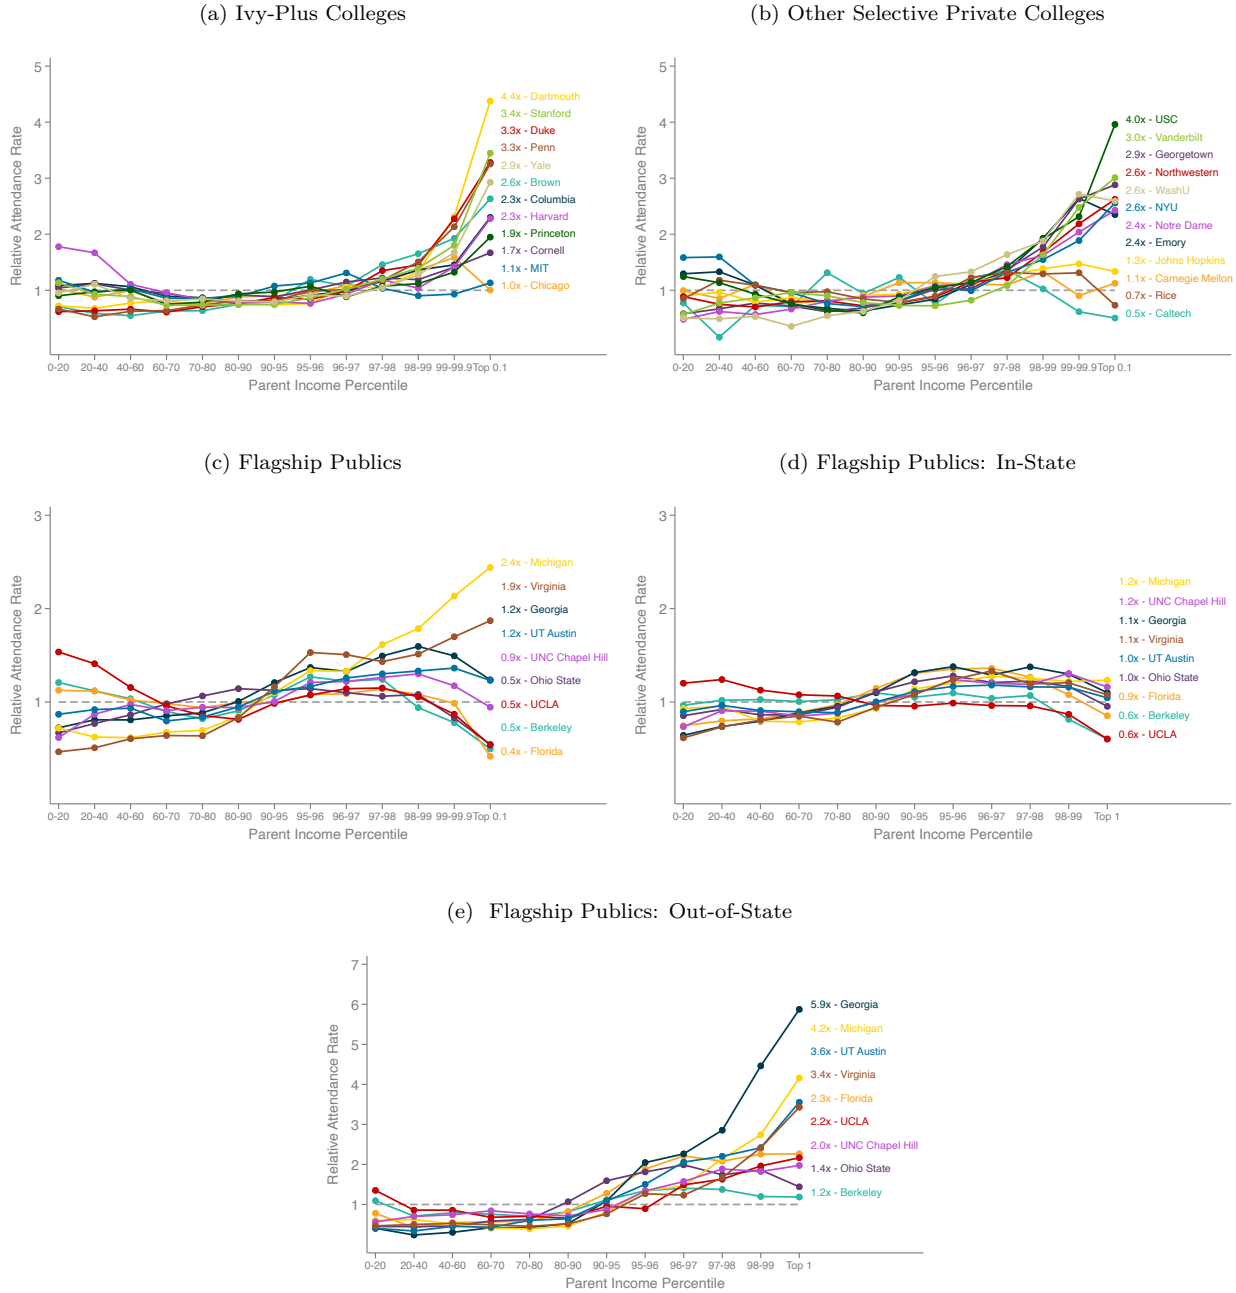 (a) Ivy-Plus Colleges
5
4
3
2
1
Relative Attendance Rate
4.4x - Dartmouth
3.4x - Stanford
3.3x - Duke
3.3x - Penn
2.9x - Yale
2.6x - Brown
2.3x - Columbia
2.3x - Harvard
1.9x - Princeton
1.7x - Cornell
1.1x - MIT
1.0x - Chicago
0-20 20-40 40-60 60-70 70-80 80-90 90-95 95-96 96-97 97-98 98-99 99-99.9 Top 0.1
Parent Income Percentile
(b) Other Selective Private Colleges
5
4
3
2
1
Relative Attendance Rate
4.0x - USC
3.0x - Vanderbilt
2.9x - Georgetown
2.6x - Northwestern
2.6x - WashU
2.6x - NYU
2.4x - Notre Dame
2.4x - Emory
1.3x - Johns Hopkins
1.1x - Carnegie Mellon
0.7x - Rice
0.5x - Caltech
0-20 20-40 40-60 60-70 70-80 80-90 90-95 95-96 96-97 97-98 98-99 99-99.9 Top 0.1
Parent Income Percentile
(c) Flagship Publics
3
2
1
Relative Attendance Rate
2.4x - Michigan
1.9x - Virginia
1.2x - Georgia
1.2x - UT Austin
0.9x - UNC Chapel Hill
0.5x - Ohio State
0.5x - UCLA
0.5x - Berkeley
0.4x - Florida
0-20 20-40 40-60 60-70 70-80 80-90 90-95 95-96 96-97 97-98 98-99 99-99.9 Top 0.1
Parent Income Percentile
(d) Flagship Publics: In-State
3
2
1
Relative Attendance Rate
1.2x - Michigan
1.2x - UNC Chapel Hill
1.1x - Georgia
1.1x - Virginia
1.0x - UT Austin
1.0x - Ohio State
0.9x - Florida
0.6x - Berkeley
0.6x - UCLA
0-20 20-40 40-60 60-70 70-80 80-90 90-95 95-96 96-97 97-98 98-99 Top 1
Parent Income Percentile
(e) Flagship Publics: Out-of-State
7
6
5
4
3
2
1
Relative Attendance Rate
5.9x - Georgia
4.2x - Michigan
3.6x - UT Austin
3.4x - Virginia
2.3x - Florida
2.2x - UCLA
2.0x - UNC Chapel Hill
1.4x - Ohio State
1.2x - Berkeley
0-20 20-40 40-60 60-70 70-80 80-90 90-95 95-96 96-97 97-98 98-99 Top 1
Parent Income Percentile